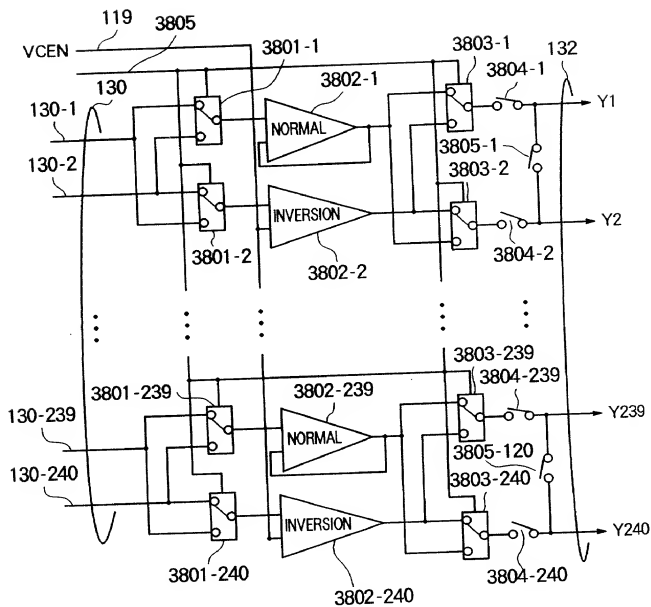 119
132
3805
VCEN
3801-1
3803-1
3802-1
3804-1
130
130-1
NORMAL
Y1
130-2
3805-1
3803-2
INVERSION
Y2
3801-2
3802-2
3804-2
3803-239
3801-239
3802-239
3804-239
130-239
NORMAL
Y239
130-240
3805-120
3803-240
INVERSION
Y240
3801-240
3802-240
3804-240